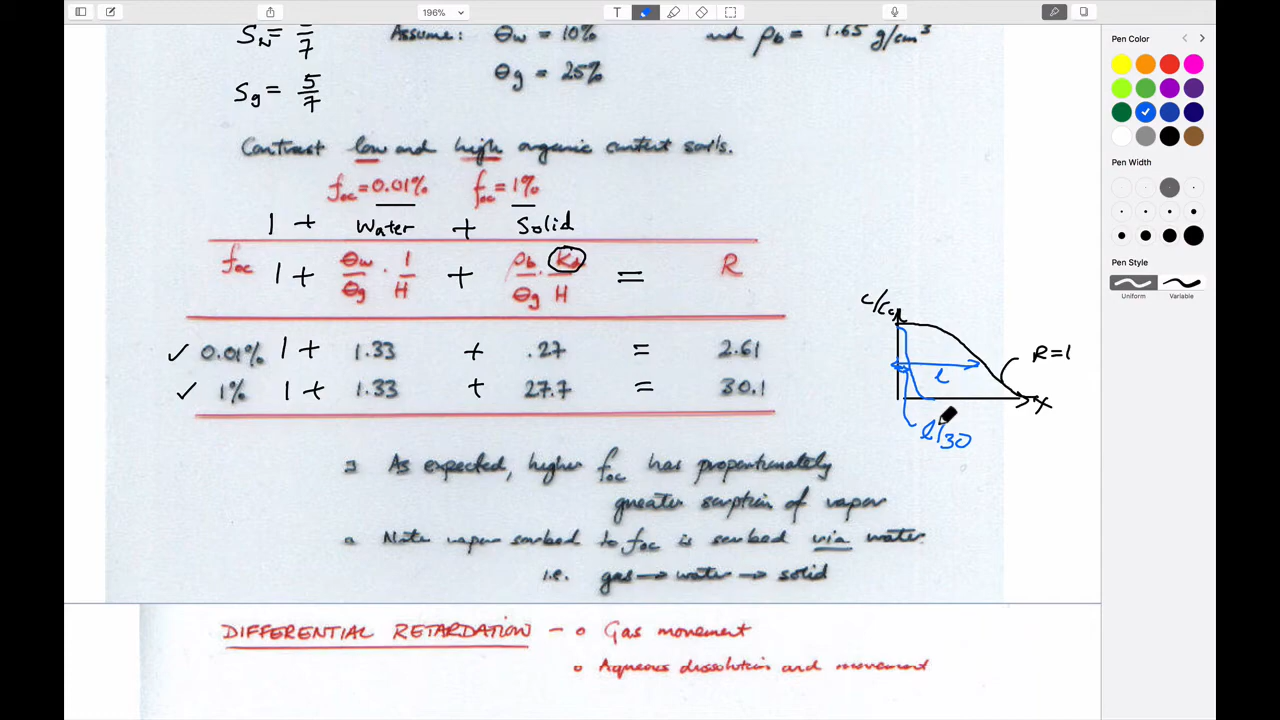 196%
T
S_N = _/7
Assume: θw = 10% and ρb = 1.65 g/cm³
θg = 25%
Sg = 5/7
Contrast low and high organic content soils.
foc = 0.01% foc = 1%
1 + Water + Solid
foc 1 + θw/θg · 1/H + ρb/θg · Kd/H = R
✓ 0.01% 1 + 1.33 + .27 = 2.61
✓ 1% 1 + 1.33 + 27.7 = 30.1
As expected, higher foc has proportionately
greater sorption of vapor
Note vapor sorbed to foc is sorbed via water
i.e. gas → water → solid
DIFFERENTIAL RETARDATION – o Gas movement
o Aqueous dissolution and movement
C/Co
R=1
l
x
l/30
Pen Color
Pen Width
Pen Style
Uniform
Variable